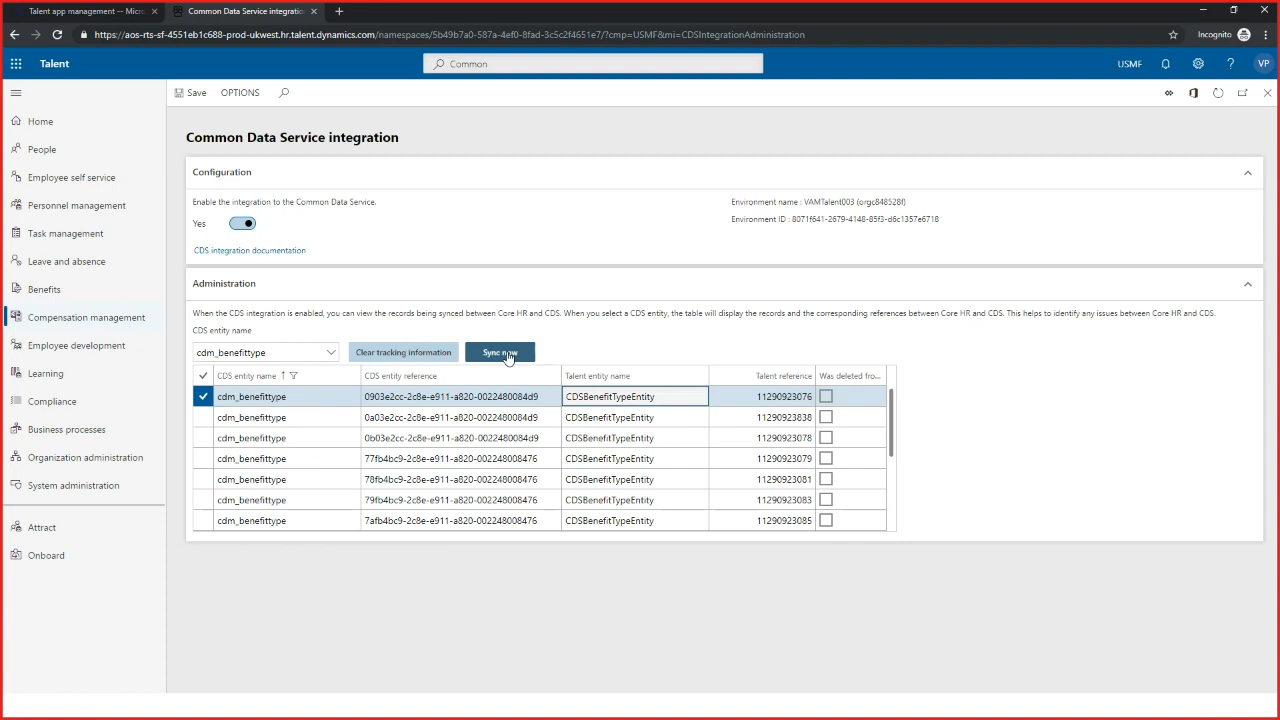 Talent app management -- Micro
Common Data Service integratio
https://aos-rts-sf-4551eb1c688-prod-ukwest.hr.talent.dynamics.com/namespaces/5b49b7a0-587a-4ef0-8fad-3c5c2f4651e7/?cmp=USMF&mi=CDSIntegrationAdministration
Incognito
Talent
Common
USMF
?
VP
Save
OPTIONS
Home
People
Employee self service
Personnel management
Task management
Leave and absence
Benefits
Compensation management
Employee development
Learning
Compliance
Business processes
Organization administration
System administration
Attract
Onboard
Common Data Service integration
Configuration
Enable the integration to the Common Data Service.
Yes
CDS integration documentation
Environment name : VAMTalent003 (orgc848528f)
Environment ID : 8071f641-2679-4148-85f3-d6c1357e6718
Administration
When the CDS integration is enabled, you can view the records being synced between Core HR and CDS. When you select a CDS entity, the table will display the records and the corresponding references between Core HR and CDS. This helps to identify any issues between Core HR and CDS.
CDS entity name
cdm_benefittype
Clear tracking information
Sync now
CDS entity name CDS entity reference Talent entity name Talent reference Was deleted fro...
cdm_benefittype 0903e2cc-2c8e-e911-a820-0022480084d9 CDSBenefitTypeEntity 11290923076
cdm_benefittype 0a03e2cc-2c8e-e911-a820-0022480084d9 CDSBenefitTypeEntity 11290923838
cdm_benefittype 0b03e2cc-2c8e-e911-a820-0022480084d9 CDSBenefitTypeEntity 11290923078
cdm_benefittype 77fb4bc9-2c8e-e911-a820-002248008476 CDSBenefitTypeEntity 11290923079
cdm_benefittype 78fb4bc9-2c8e-e911-a820-002248008476 CDSBenefitTypeEntity 11290923081
cdm_benefittype 79fb4bc9-2c8e-e911-a820-002248008476 CDSBenefitTypeEntity 11290923083
cdm_benefittype 7afb4bc9-2c8e-e911-a820-002248008476 CDSBenefitTypeEntity 11290923085